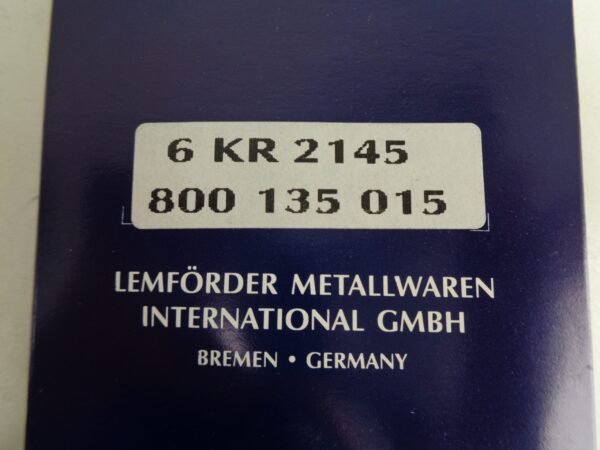 6 KR 2145
800 135 015
LEMFÖRDER METALLWAREN
INTERNATIONAL GMBH
BREMEN • GERMANY